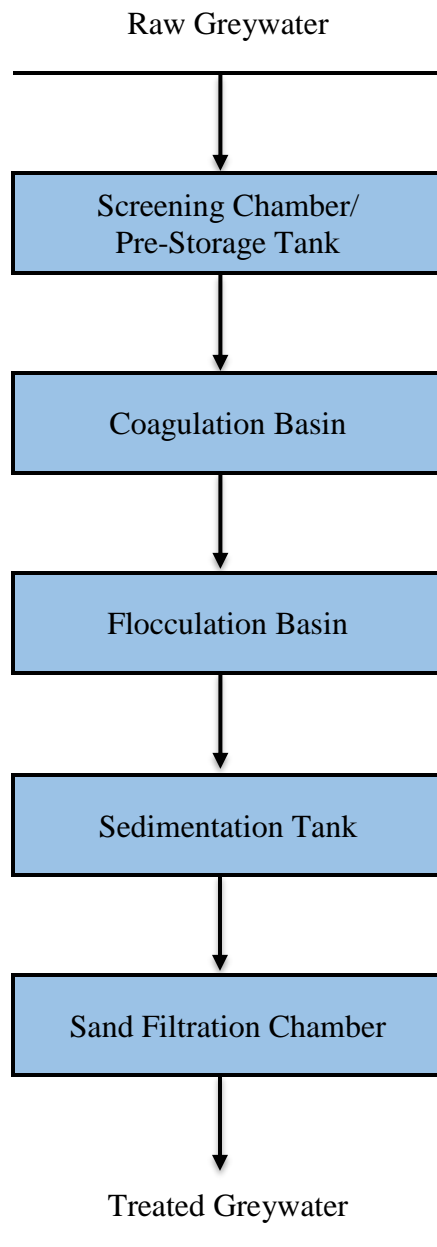 Raw Greywater
Screening Chamber/
Pre-Storage Tank
Coagulation Basin
Flocculation Basin
Sedimentation Tank
Sand Filtration Chamber
Treated Greywater